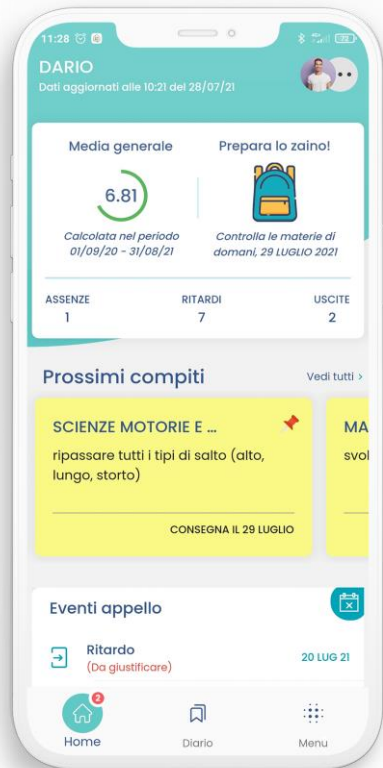 11:28
DARIO
Dati aggiornati alle 10:21 del 28/07/21
Media generale
Prepara lo zaino!
6.81
Calcolata nel periodo
01/09/20 - 31/08/21
Controlla le materie di
domani, 29 LUGLIO 2021
ASSENZE
RITARDI
USCITE
1
7
2
Prossimi compiti
Vedi tutti >
SCIENZE MOTORIE E ...
ripassare tutti i tipi di salto (alto,
lungo, storto)
CONSEGNA IL 29 LUGLIO
MA
svol
Eventi appello
Ritardo
(Da giustificare)
20 LUG 21
2
Home
Diario
Menu